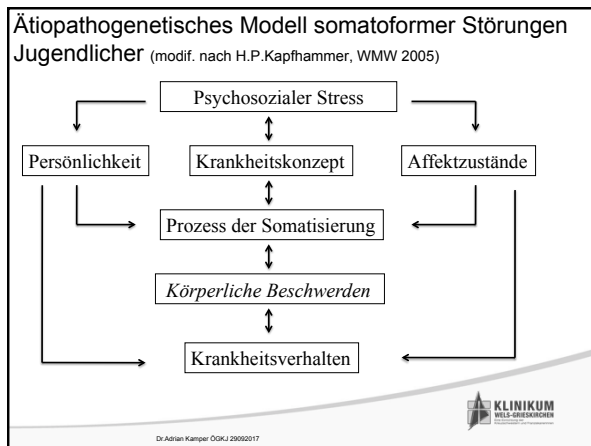 Ätiopathogenetisches Modell somatoformer Störungen
Jugendlicher (modif. nach H.P.Kapfhammer, WMW 2005)
Psychosozialer Stress
Persönlichkeit
Krankheitskonzept
Affektzustände
Prozess der Somatisierung
Körperliche Beschwerden
Krankheitsverhalten
KLINIKUM
WELS-GRIESKIRCHEN
Dr.Adrian Kamper ÖGKJ 29092017